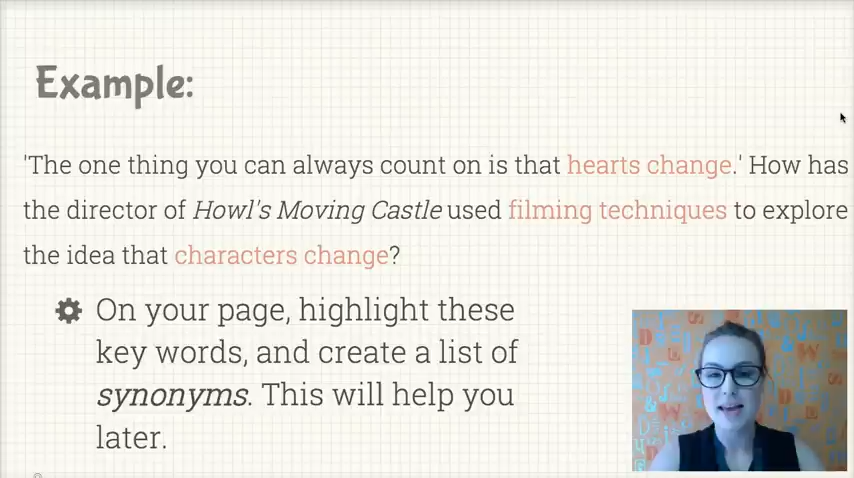 Example:
'The one thing you can always count on is that hearts change.' How has
the director of Howl's Moving Castle used filming techniques to explore
the idea that characters change?
On your page, highlight these
key words, and create a list of
synonyms. This will help you
later.